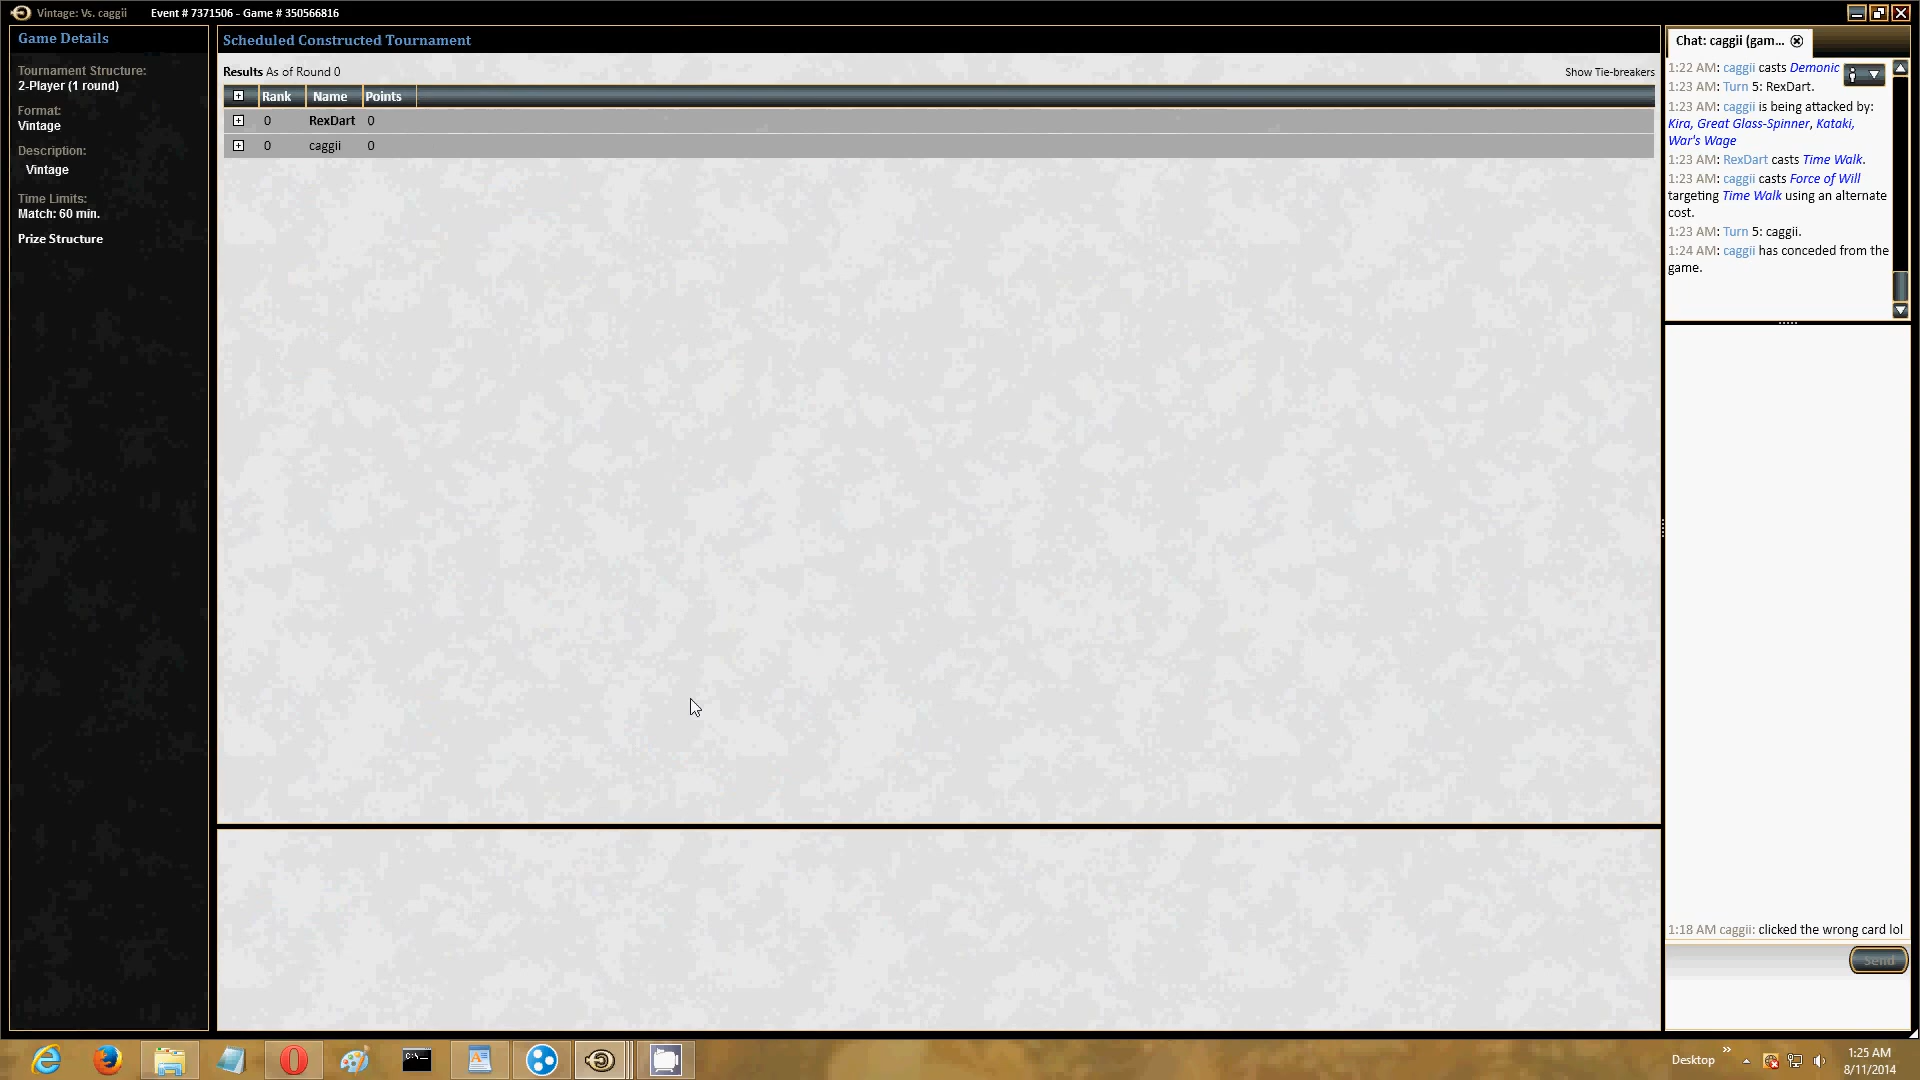 Vintage: Vs. caggii
Event # 7371506 - Game # 350566816
Game Details
Tournament Structure:
2-Player (1 round)
Format:
Vintage
Description:
Vintage
Time Limits:
Match: 60 min.
Prize Structure
Scheduled Constructed Tournament
Results As of Round 0
Show Tie-breakers
Rank Name Points
0 RexDart 0
0 caggii 0
Chat: caggii (gam...
1:22 AM: caggii casts Demonic
1:23 AM: Turn 5: RexDart.
1:23 AM: caggii is being attacked by:
Kira, Great Glass-Spinner, Kataki,
War's Wage
1:23 AM: RexDart casts Time Walk.
1:23 AM: caggii casts Force of Will
targeting Time Walk using an alternate
cost.
1:23 AM: Turn 5: caggii.
1:24 AM: caggii has conceded from the
game.
1:18 AM caggii: clicked the wrong card lol
Send
Desktop
1:25 AM
8/11/2014